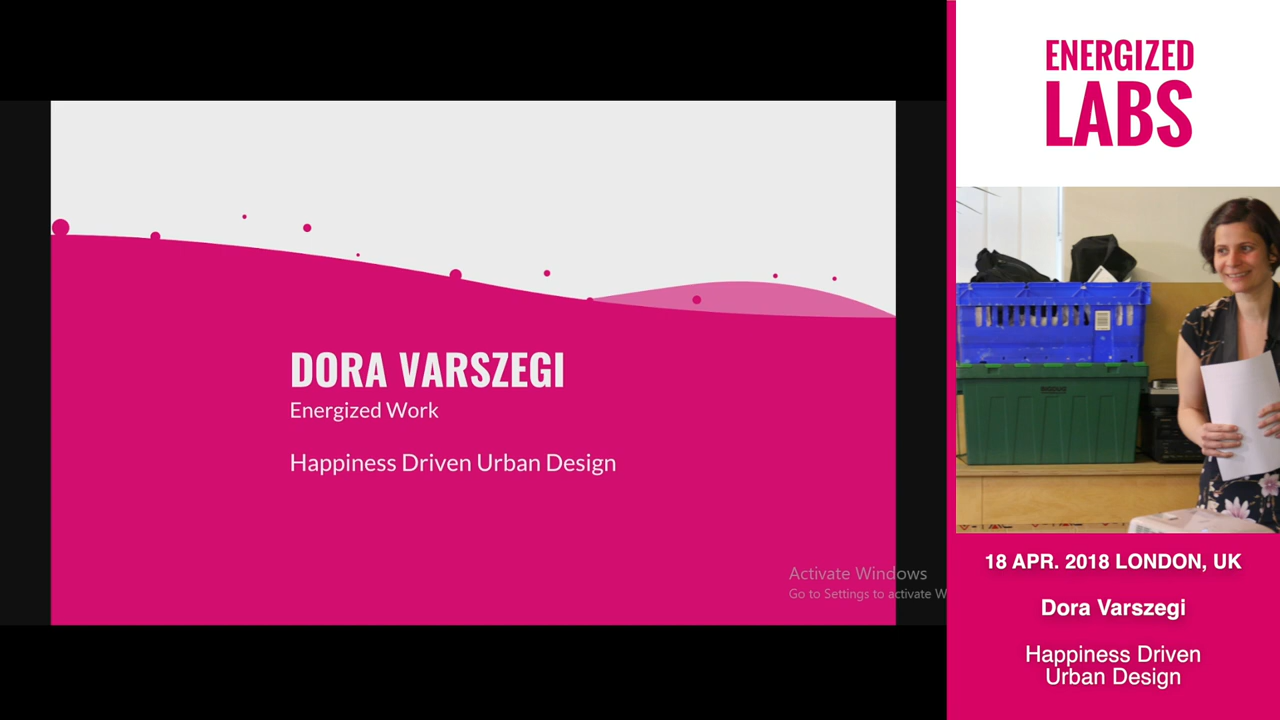 DORA VARSZEGI
Energized Work
Happiness Driven Urban Design
Activate Windows
Go to Settings to activate W
ENERGIZED
LABS
18 APR. 2018 LONDON, UK
Dora Varszegi
Happiness Driven
Urban Design